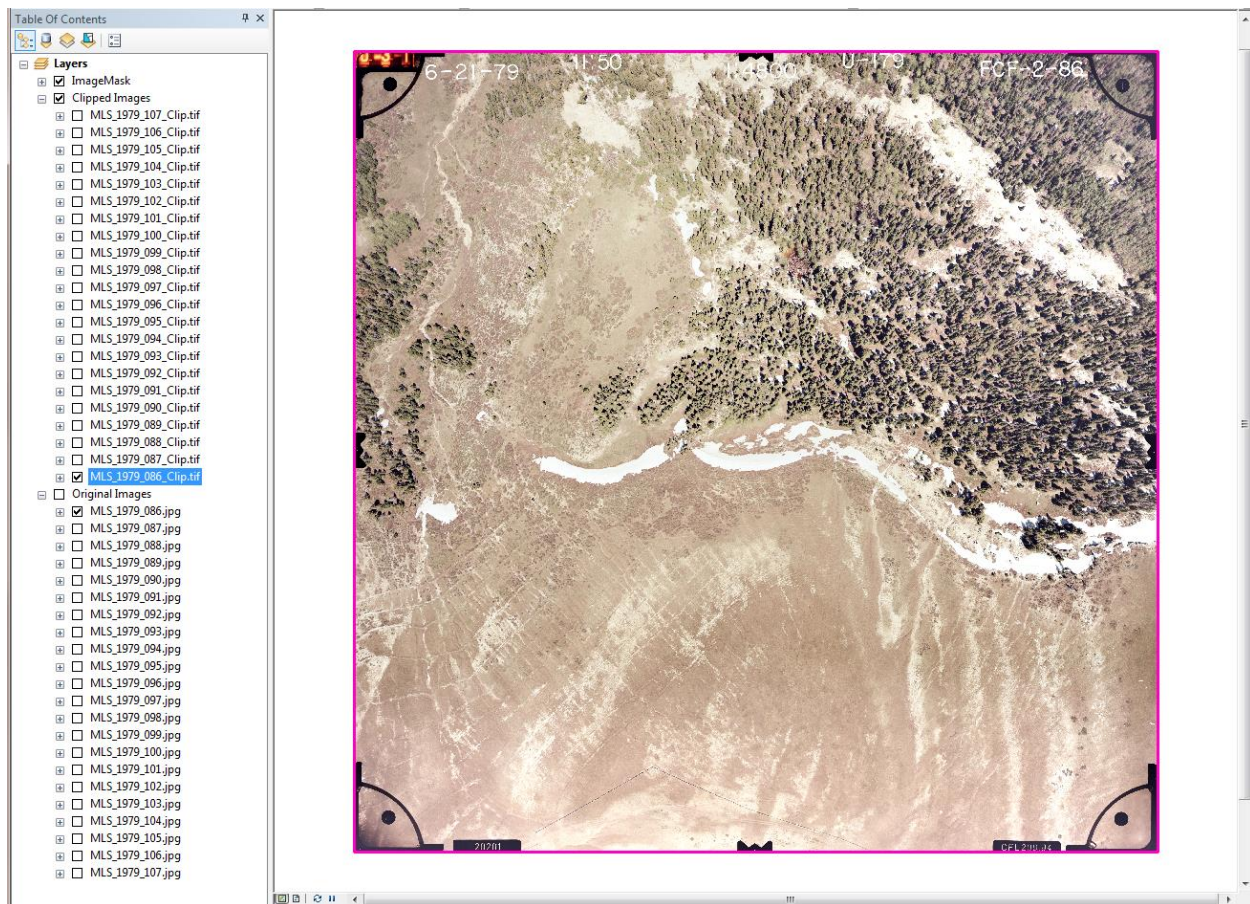 Table Of Contents
Layers
ImageMask
Clipped Images
MLS_1979_107_Clip.tif
MLS_1979_106_Clip.tif
MLS_1979_105_Clip.tif
MLS_1979_104_Clip.tif
MLS_1979_103_Clip.tif
MLS_1979_102_Clip.tif
MLS_1979_101_Clip.tif
MLS_1979_100_Clip.tif
MLS_1979_099_Clip.tif
MLS_1979_098_Clip.tif
MLS_1979_097_Clip.tif
MLS_1979_096_Clip.tif
MLS_1979_095_Clip.tif
MLS_1979_094_Clip.tif
MLS_1979_093_Clip.tif
MLS_1979_092_Clip.tif
MLS_1979_091_Clip.tif
MLS_1979_090_Clip.tif
MLS_1979_089_Clip.tif
MLS_1979_088_Clip.tif
MLS_1979_087_Clip.tif
MLS_1979_086_Clip.tif
Original Images
MLS_1979_086.jpg
MLS_1979_087.jpg
MLS_1979_088.jpg
MLS_1979_089.jpg
MLS_1979_090.jpg
MLS_1979_091.jpg
MLS_1979_092.jpg
MLS_1979_093.jpg
MLS_1979_094.jpg
MLS_1979_095.jpg
MLS_1979_096.jpg
MLS_1979_097.jpg
MLS_1979_098.jpg
MLS_1979_099.jpg
MLS_1979_100.jpg
MLS_1979_101.jpg
MLS_1979_102.jpg
MLS_1979_103.jpg
MLS_1979_104.jpg
MLS_1979_105.jpg
MLS_1979_106.jpg
MLS_1979_107.jpg
6-21-79 11:50 1:4800 U-179 FCF-2-86
20201